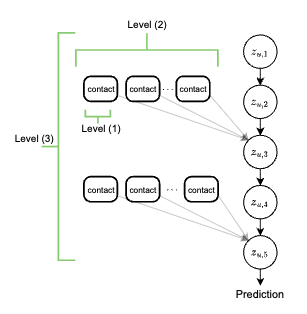 Level (2)
z_{u,1}
contact contact ... contact
z_{u,2}
Level (1)
Level (3)
z_{u,3}
contact contact ... contact
z_{u,4}
z_{u,5}
Prediction